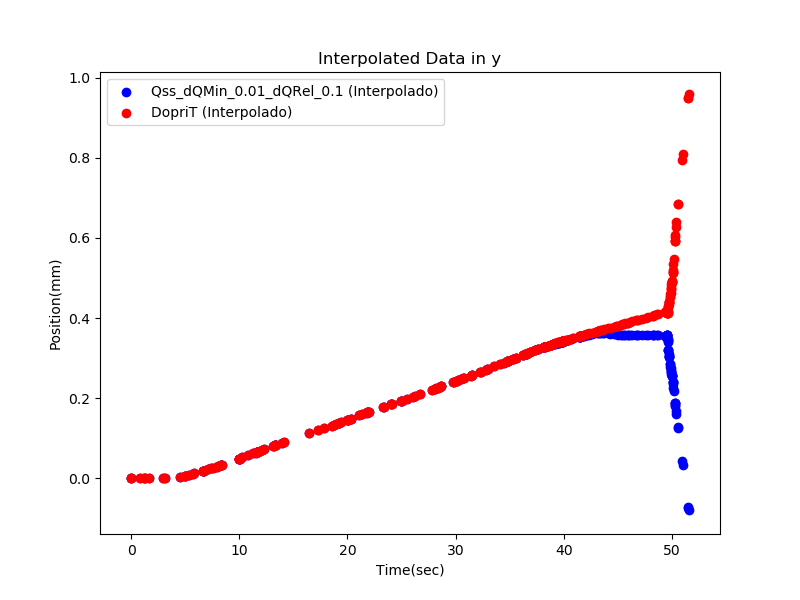 Interpolated Data in y
Qss_dQMin_0.01_dQRel_0.1 (Interpolado)
DopriT (Interpolado)
Position(mm)
1.0
0.8
0.6
0.4
0.2
0.0
0 10 20 30 40 50
Time(sec)